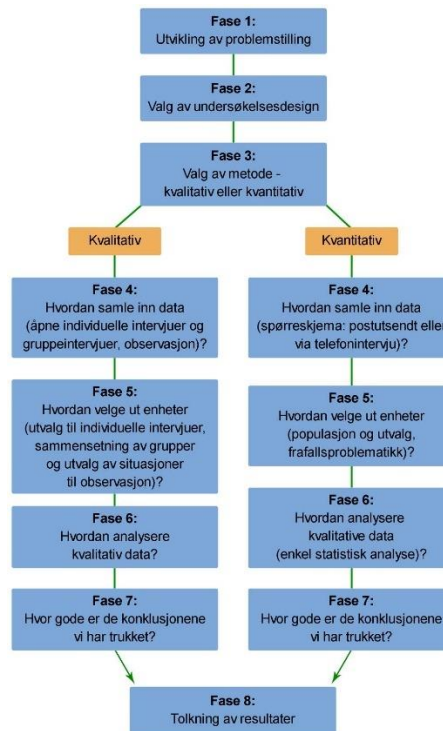 Fase 1:
Utvikling av problemstilling
Fase 2:
Valg av undersøkelsesdesign
Fase 3:
Valg av metode -
kvalitativ eller kvantitativ
Kvalitativ
Fase 4:
Hvordan samle inn data
(åpne individuelle intervjuer og
gruppeintervjuer, observasjon)?
Fase 5:
Hvordan velge ut enheter
(utvalg til individuelle intervjuer,
sammensetning av grupper
og utvalg av situasjoner
til observasjon)?
Fase 6:
Hvordan analysere
kvalitativ data?
Fase 7:
Hvor gode er de konklusjonene
vi har trukket?
Kvantitativ
Fase 4:
Hvordan samle inn data
(spørreskjema: postutsendt eller
via telefonintervju)?
Fase 5:
Hvordan velge ut enheter
(populasjon og utvalg,
frafallsproblematikk)?
Fase 6:
Hvordan analysere
kvalitative data
(enkel statistisk analyse)?
Fase 7:
Hvor gode er de konklusjonene
vi har trukket?
Fase 8:
Tolkning av resultater